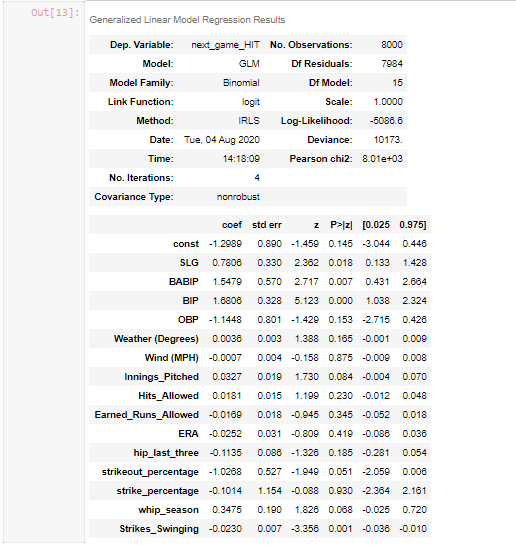 Out[13]:
Generalized Linear Model Regression Results
Dep. Variable: next_game_HIT No. Observations: 8000
Model: GLM Df Residuals: 7984
Model Family: Binomial Df Model: 15
Link Function: logit Scale: 1.0000
Method: IRLS Log-Likelihood: -5086.6
Date: Tue, 04 Aug 2020 Deviance: 10173.
Time: 14:18:09 Pearson chi2: 8.01e+03
No. Iterations: 4
Covariance Type: nonrobust
coef std err z P>|z| [0.025 0.975]
const -1.2989 0.890 -1.459 0.145 -3.044 0.446
SLG 0.7806 0.330 2.362 0.018 0.133 1.428
BABIP 1.5479 0.570 2.717 0.007 0.431 2.664
BIP 1.6806 0.328 5.123 0.000 1.038 2.324
OBP -1.1448 0.801 -1.429 0.153 -2.715 0.426
Weather (Degrees) 0.0036 0.003 1.388 0.165 -0.001 0.009
Wind (MPH) -0.0007 0.004 -0.158 0.875 -0.009 0.008
Innings_Pitched 0.0327 0.019 1.730 0.084 -0.004 0.070
Hits_Allowed 0.0181 0.015 1.199 0.230 -0.012 0.048
Earned_Runs_Allowed -0.0169 0.018 -0.945 0.345 -0.052 0.018
ERA -0.0252 0.031 -0.809 0.419 -0.086 0.036
hip_last_three -0.1135 0.086 -1.326 0.185 -0.281 0.054
strikeout_percentage -1.0268 0.527 -1.949 0.051 -2.059 0.006
strike_percentage -0.1014 1.154 -0.088 0.930 -2.364 2.161
whip_season 0.3475 0.190 1.826 0.068 -0.025 0.720
Strikes_Swinging -0.0230 0.007 -3.356 0.001 -0.036 -0.010